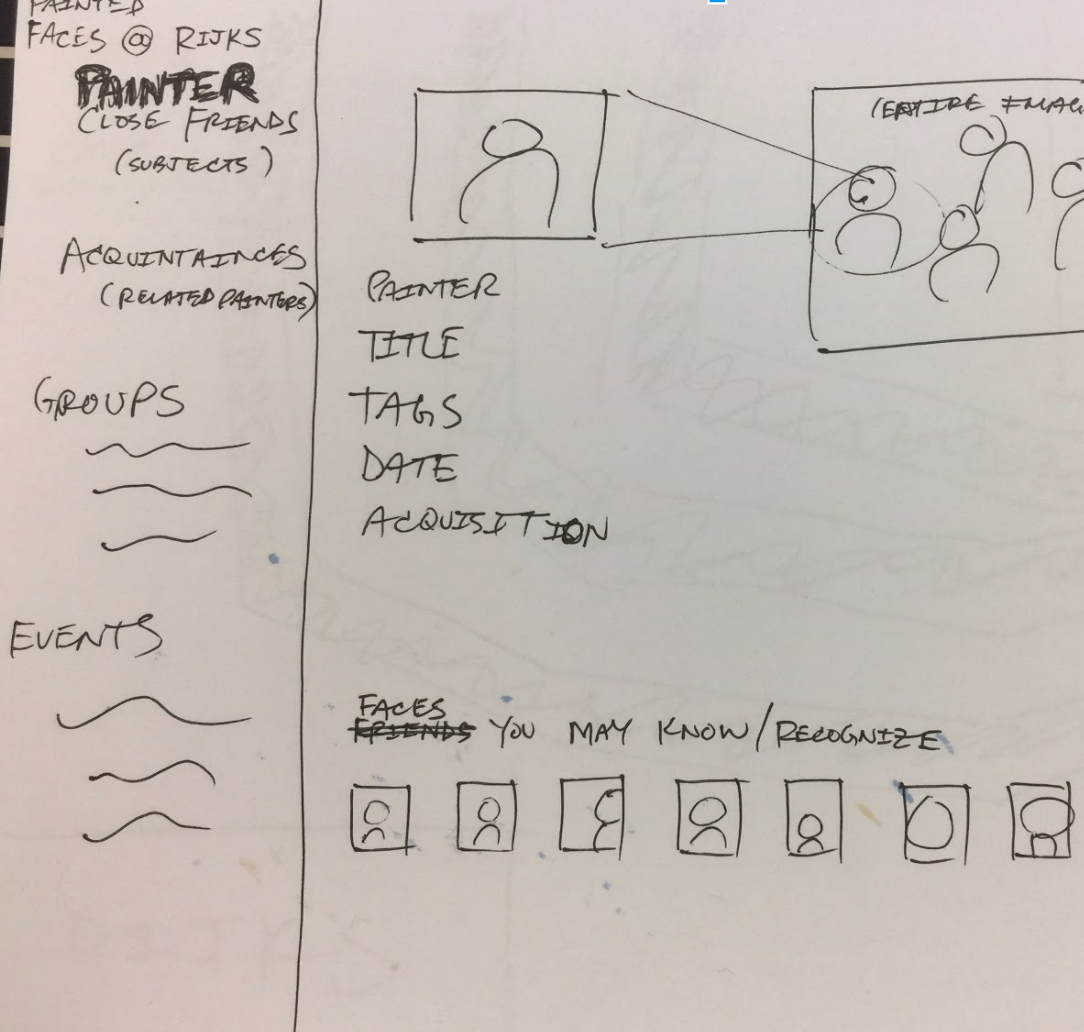 PAINTED
FACES @ RIJKS
PAINTER
CLOSE FRIENDS
(SUBJECTS)
ACQUINTAINCES
(RELATED PAINTERS)
GROUPS
EVENTS
(ENTIRE IMAG
PAINTER
TITLE
TAGS
DATE
ACQUISITION
FACES
FRIENDS YOU MAY KNOW/RECOGNIZE